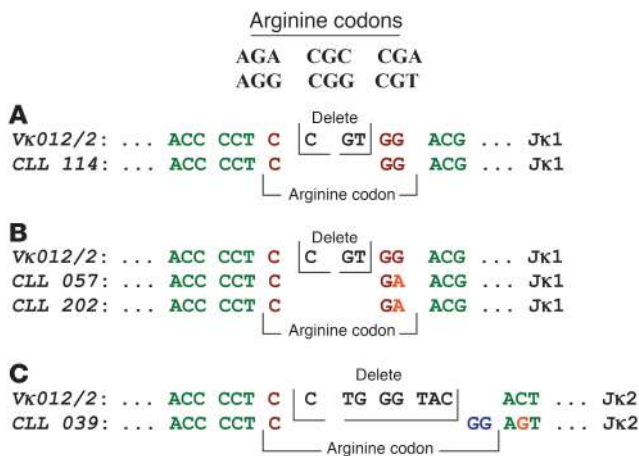 Arginine codons
AGA CGC CGA
AGG CGG CGT
A
Delete
Vκ012/2: ... ACC CCT C C GT GG ACG ... Jκ1
CLL 114: ... ACC CCT C GG ACG ... Jκ1
Arginine codon
B
Delete
Vκ012/2: ... ACC CCT C C GT GG ACG ... Jκ1
CLL 057: ... ACC CCT C GA ACG ... Jκ1
CLL 202: ... ACC CCT C GA ACG ... Jκ1
Arginine codon
C
Delete
Vκ012/2: ... ACC CCT C C TG GG TAC ACT ... Jκ2
CLL 039: ... ACC CCT C GG AGT ... Jκ2
Arginine codon